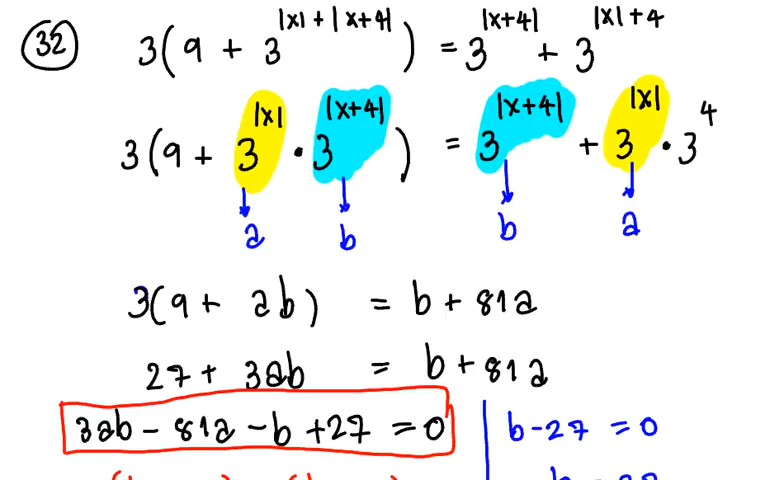 32 3(9 + 3^{|x|+|x+4|}) = 3^{|x+4|} + 3^{|x|+4}
3(9 + 3^{|x|} · 3^{|x+4|}) = 3^{|x+4|} + 3^{|x|} · 3^4
a b b a
3(9 + ab) = b + 81a
27 + 3ab = b + 81a
3ab - 81a - b + 27 = 0 b - 27 = 0